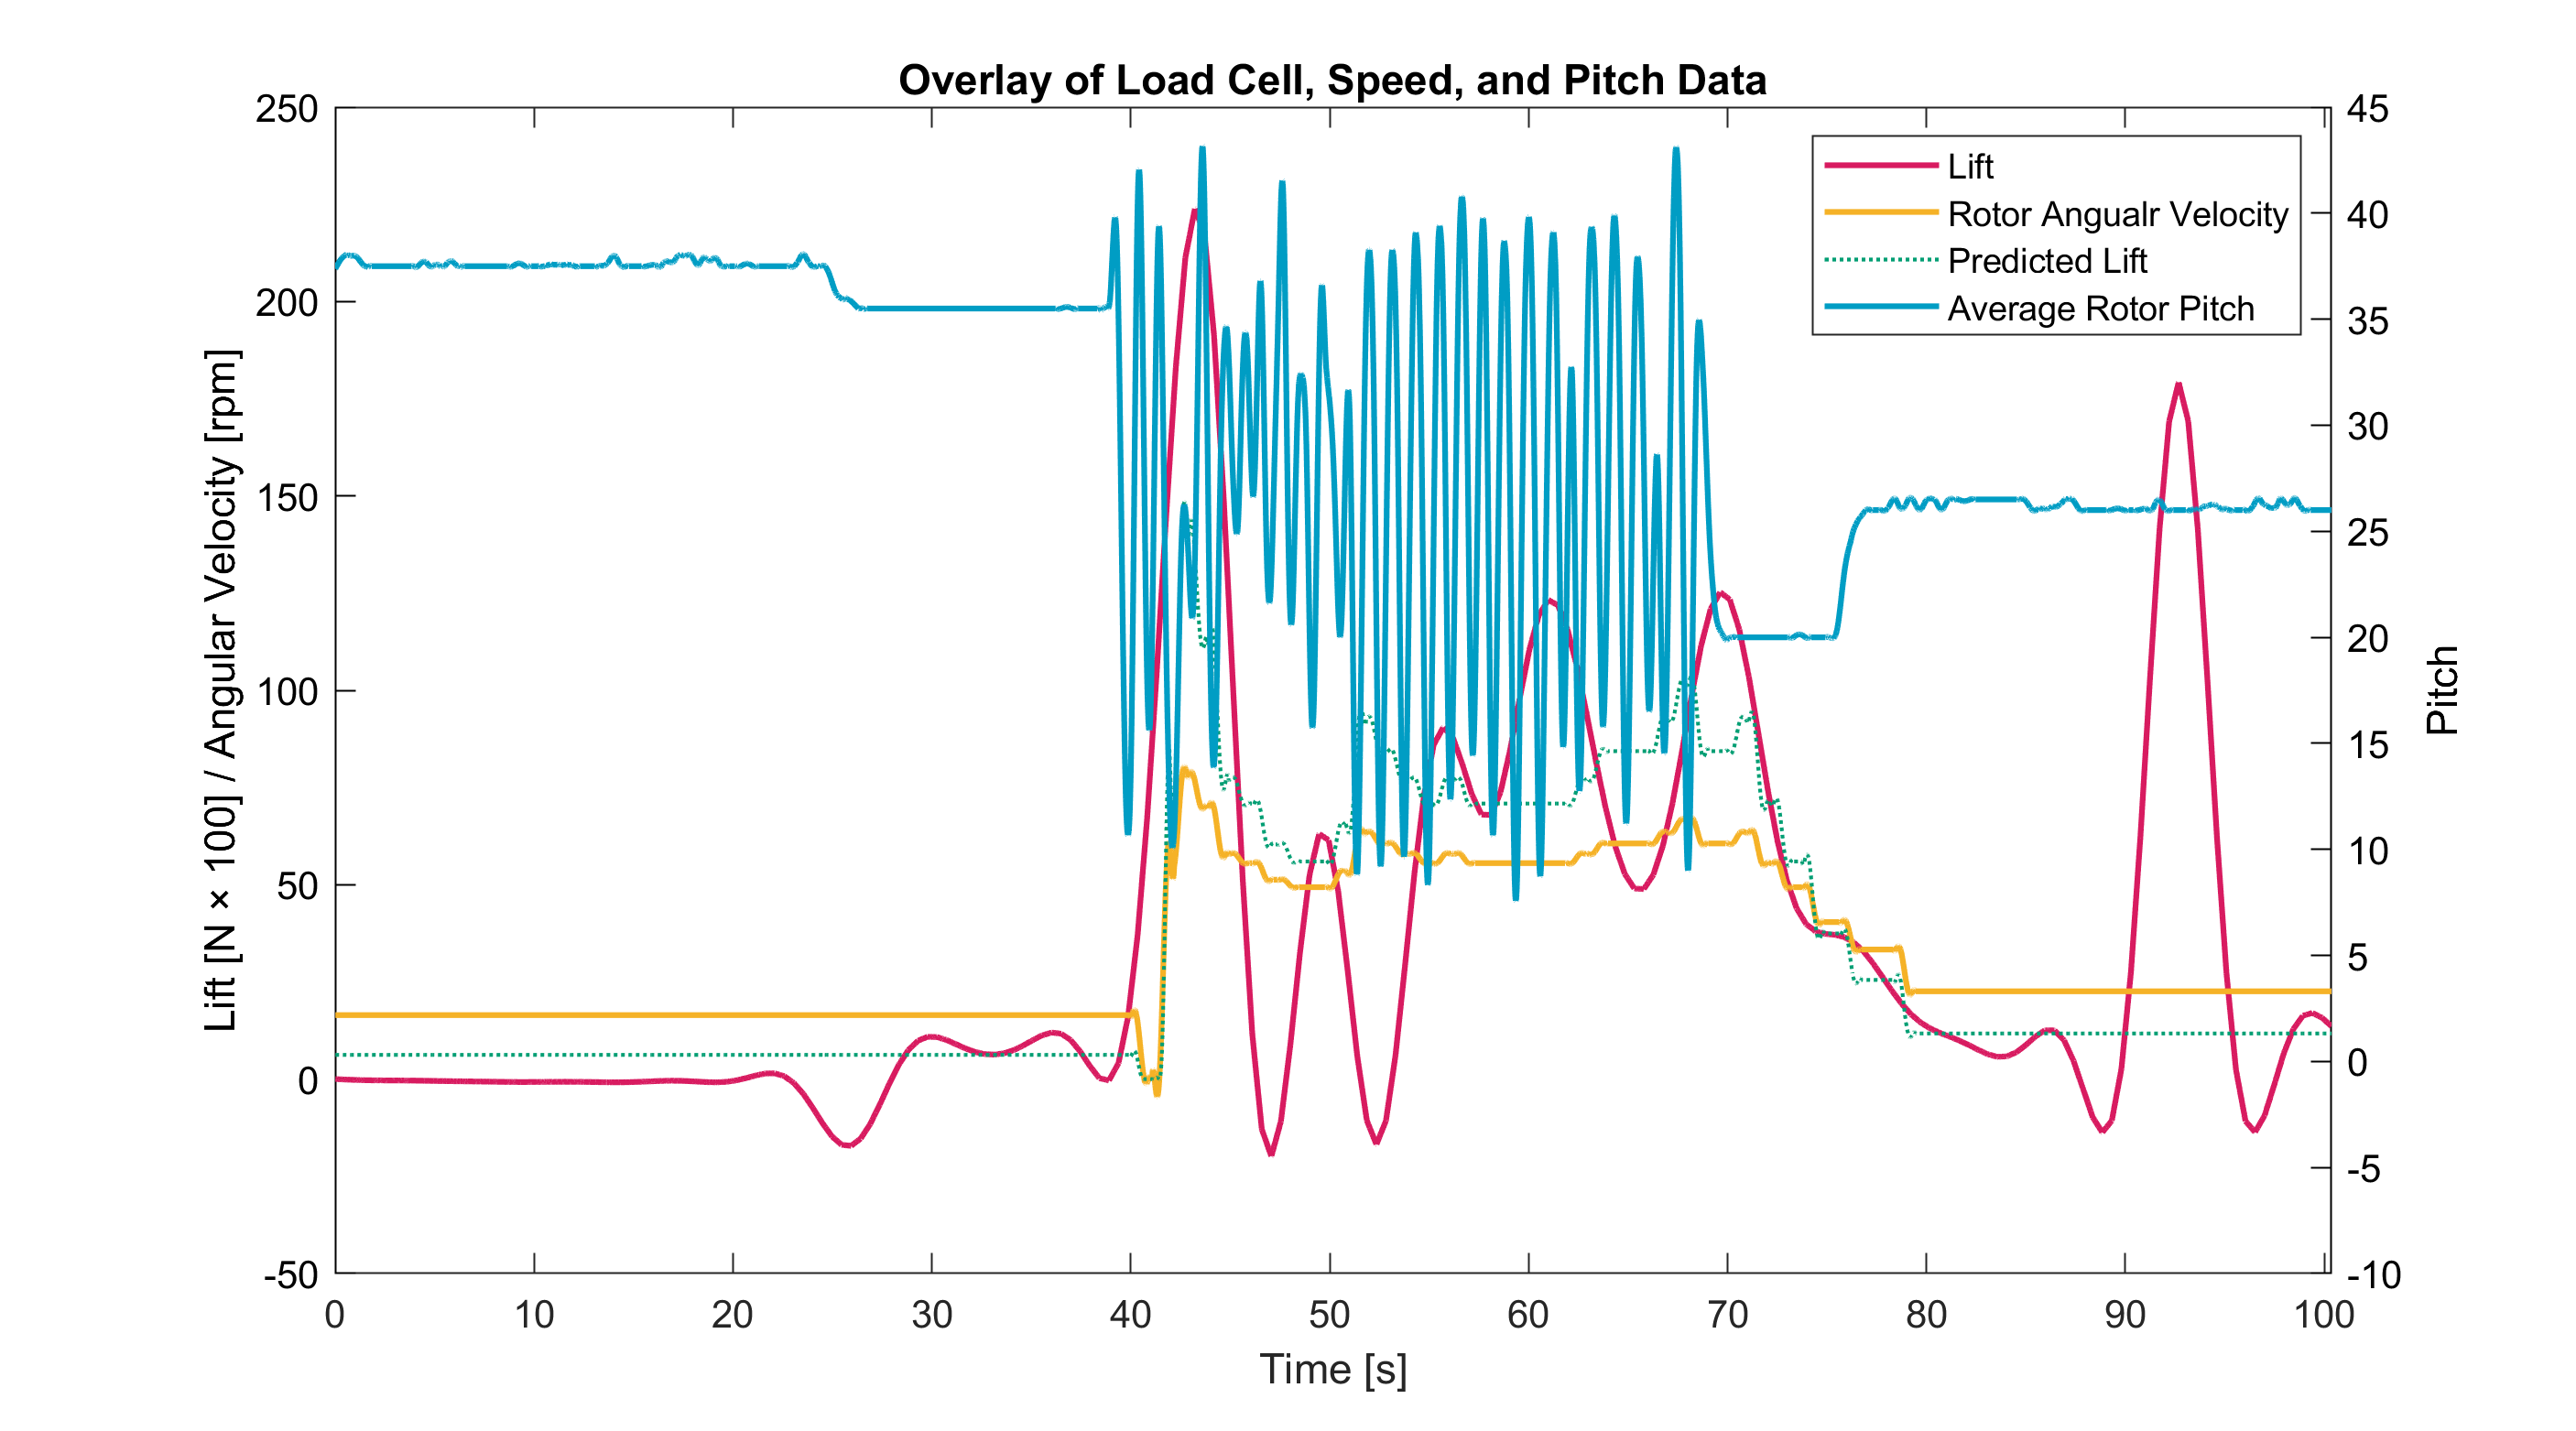 Overlay of Load Cell, Speed, and Pitch Data
Lift [N × 100] / Angular Velocity [rpm]
250
200
150
100
50
0
-50
45
40
35
30
25
20
15
10
5
0
-5
-10
Pitch
Lift
Rotor Angualr Velocity
Predicted Lift
Average Rotor Pitch
0 10 20 30 40 50 60 70 80 90 100
Time [s]